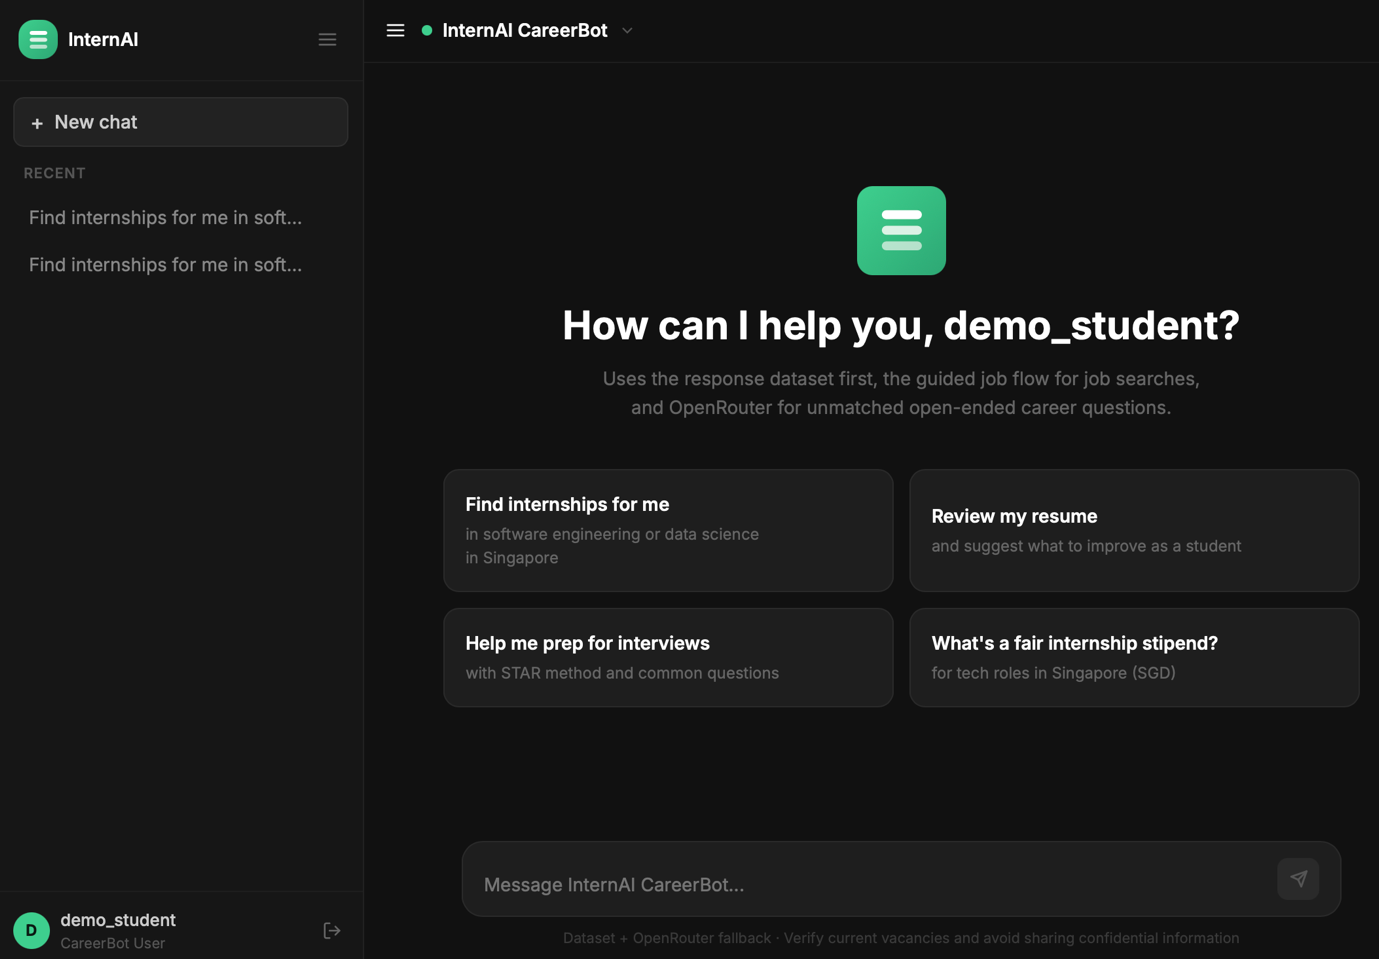 InternAI
+ New chat
RECENT
Find internships for me in soft...
Find internships for me in soft...
demo_student
CareerBot User
D
InternAI CareerBot
How can I help you, demo_student?
Uses the response dataset first, the guided job flow for job searches,
and OpenRouter for unmatched open-ended career questions.
Find internships for me
in software engineering or data science
in Singapore
Review my resume
and suggest what to improve as a student
Help me prep for interviews
with STAR method and common questions
What's a fair internship stipend?
for tech roles in Singapore (SGD)
Message InternAI CareerBot...
Dataset + OpenRouter fallback · Verify current vacancies and avoid sharing confidential information